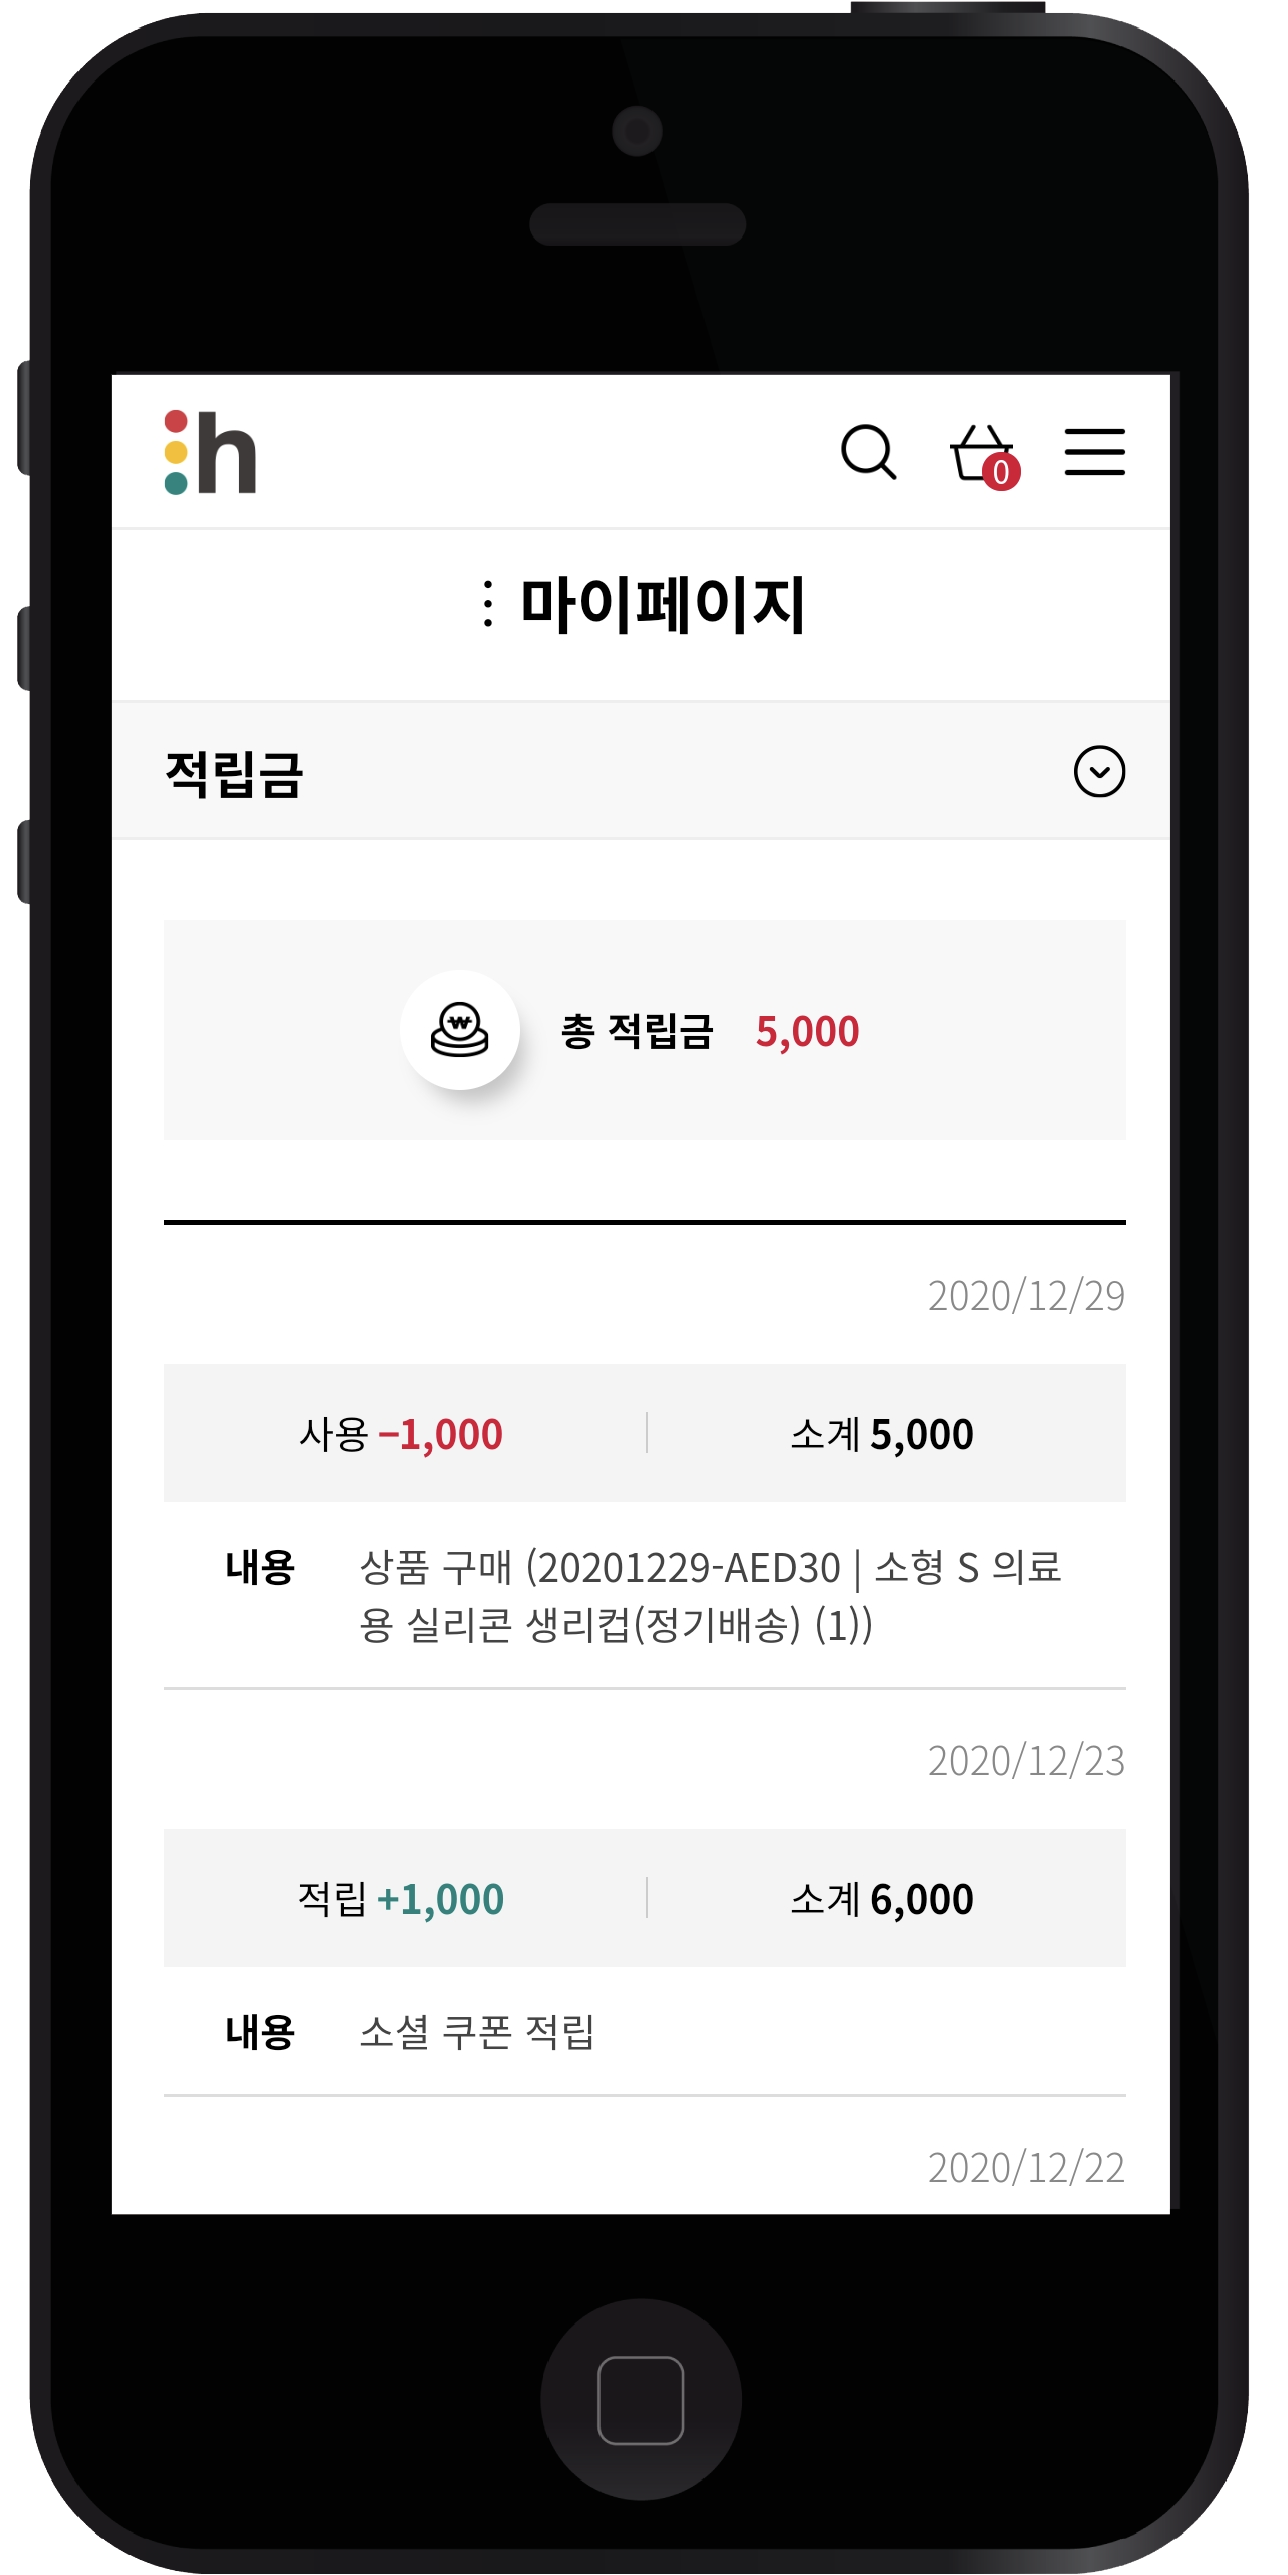 h
0
마이페이지
적립금
총 적립금 5,000
2020/12/29
사용 −1,000 소계 5,000
내용 상품 구매 (20201229-AED30 | 소형 S 의료
용 실리콘 생리컵(정기배송) (1))
2020/12/23
적립 +1,000 소계 6,000
내용 소셜 쿠폰 적립
2020/12/22